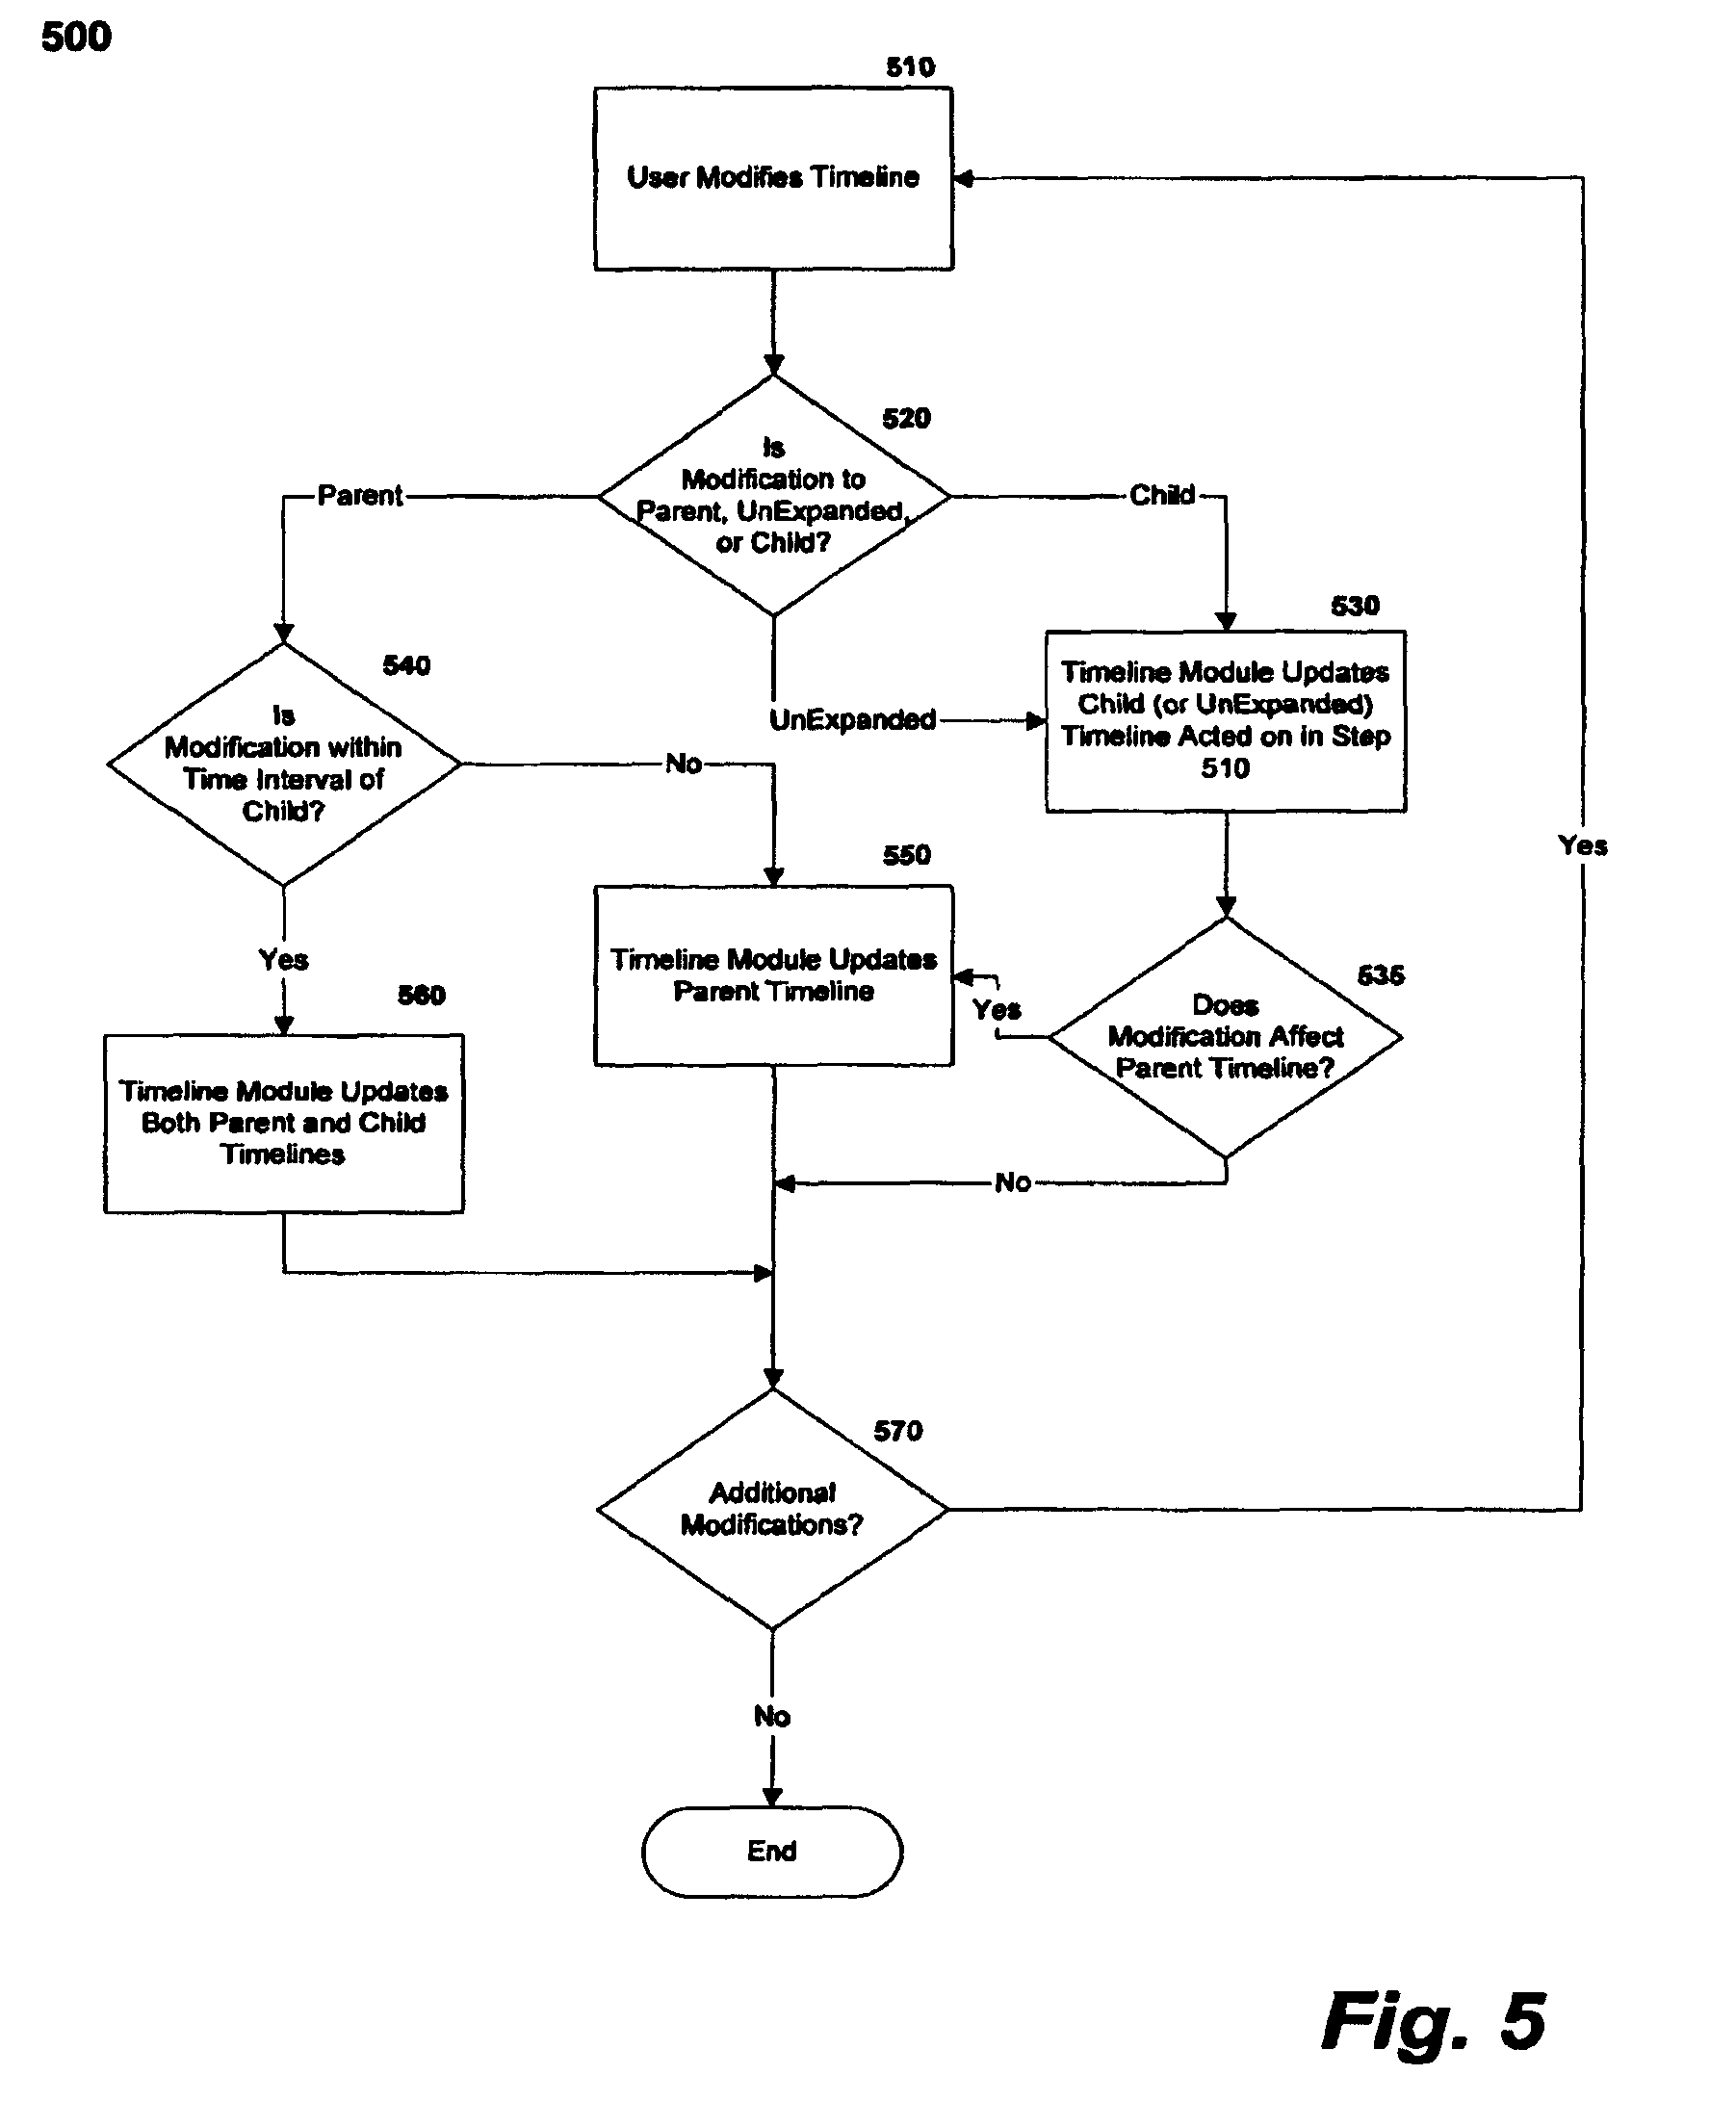 500
510
User Modifies Timeline
520
Is
Modification to
Parent, UnExpanded,
or Child?
Parent
Child
530
Timeline Module Updates
Child (or UnExpanded)
Timeline Acted on in Step
510
UnExpanded
540
Is
Modification within
Time Interval of
Child?
No
Yes
550
Timeline Module Updates
Parent Timeline
535
Does
Modification Affect
Parent Timeline?
Yes
Yes
560
Timeline Module Updates
Both Parent and Child
Timelines
No
570
Additional
Modifications?
No
End
Fig. 5